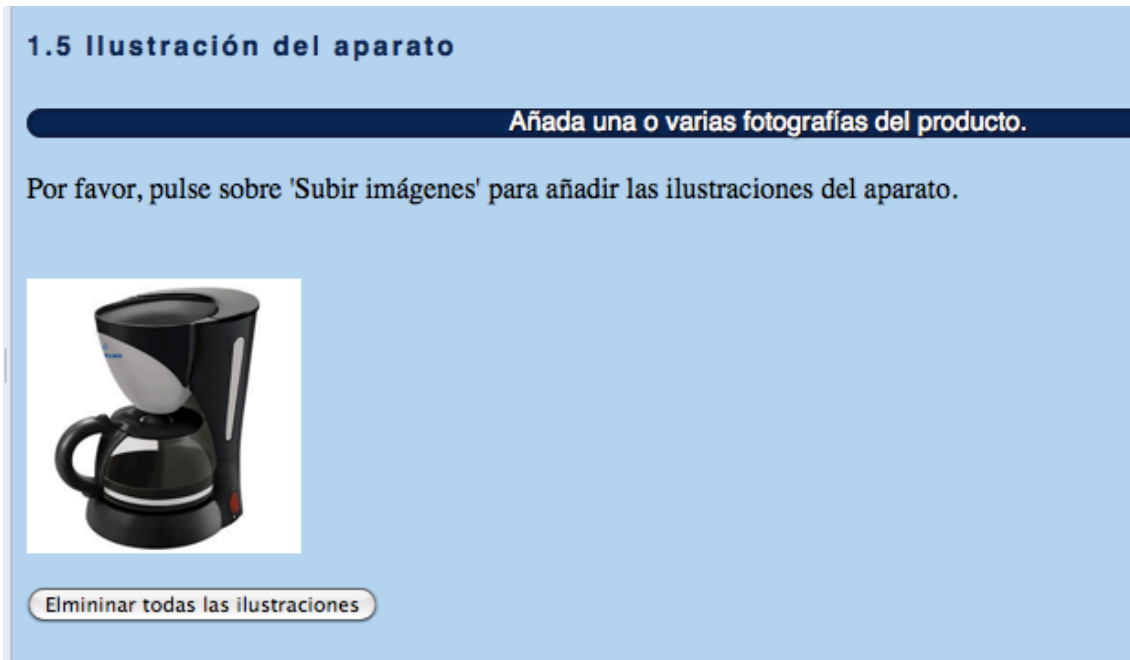 1.5 Ilustración del aparato
Añada una o varias fotografías del producto.
Por favor, pulse sobre 'Subir imágenes' para añadir las ilustraciones del aparato.
Elmininar todas las ilustraciones